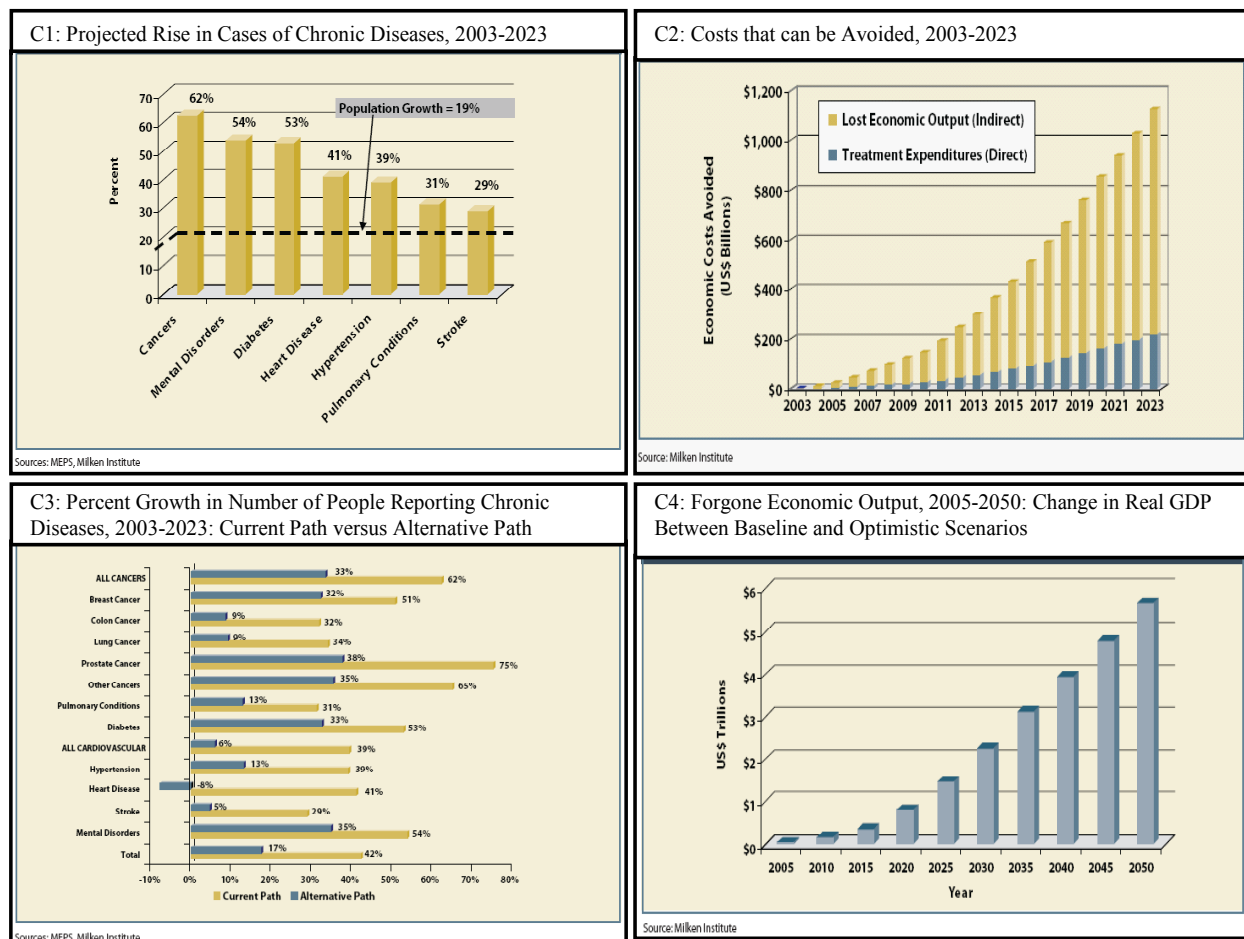 C1: Projected Rise in Cases of Chronic Diseases, 2003-2023
70
60
50
40
30
20
10
0
Percent
62%
54%
53%
41%
39%
31%
29%
Population Growth = 19%
Cancers
Mental Disorders
Diabetes
Heart Disease
Hypertension
Pulmonary Conditions
Stroke
Sources: MEPS, Milken Institute
C2: Costs that can be Avoided, 2003-2023
$1,200
$1,000
$800
$600
$400
$200
$0
Economic Costs Avoided
(US$ Billions)
Lost Economic Output (Indirect)
Treatment Expenditures (Direct)
2003 2005 2007 2009 2011 2013 2015 2017 2019 2021 2023
Source: Milken Institute
C3: Percent Growth in Number of People Reporting Chronic
Diseases, 2003-2023: Current Path versus Alternative Path
ALL CANCERS 33% 62%
Breast Cancer 32% 51%
Colon Cancer 9% 32%
Lung Cancer 9% 34%
Prostate Cancer 38% 75%
Other Cancers 35% 65%
Pulmonary Conditions 13% 31%
Diabetes 33% 53%
ALL CARDIOVASCULAR 6% 39%
Hypertension 13% 39%
Heart Disease -8% 41%
Stroke 5% 29%
Mental Disorders 35% 54%
Total 17% 42%
-10% 0% 10% 20% 30% 40% 50% 60% 70% 80%
Current Path Alternative Path
Sources: MEPS, Milken Institute
C4: Forgone Economic Output, 2005-2050: Change in Real GDP
Between Baseline and Optimistic Scenarios
$6
$5
$4
$3
$2
$1
$0
US$ Trillions
2005 2010 2015 2020 2025 2030 2035 2040 2045 2050
Year
Source: Milken Institute